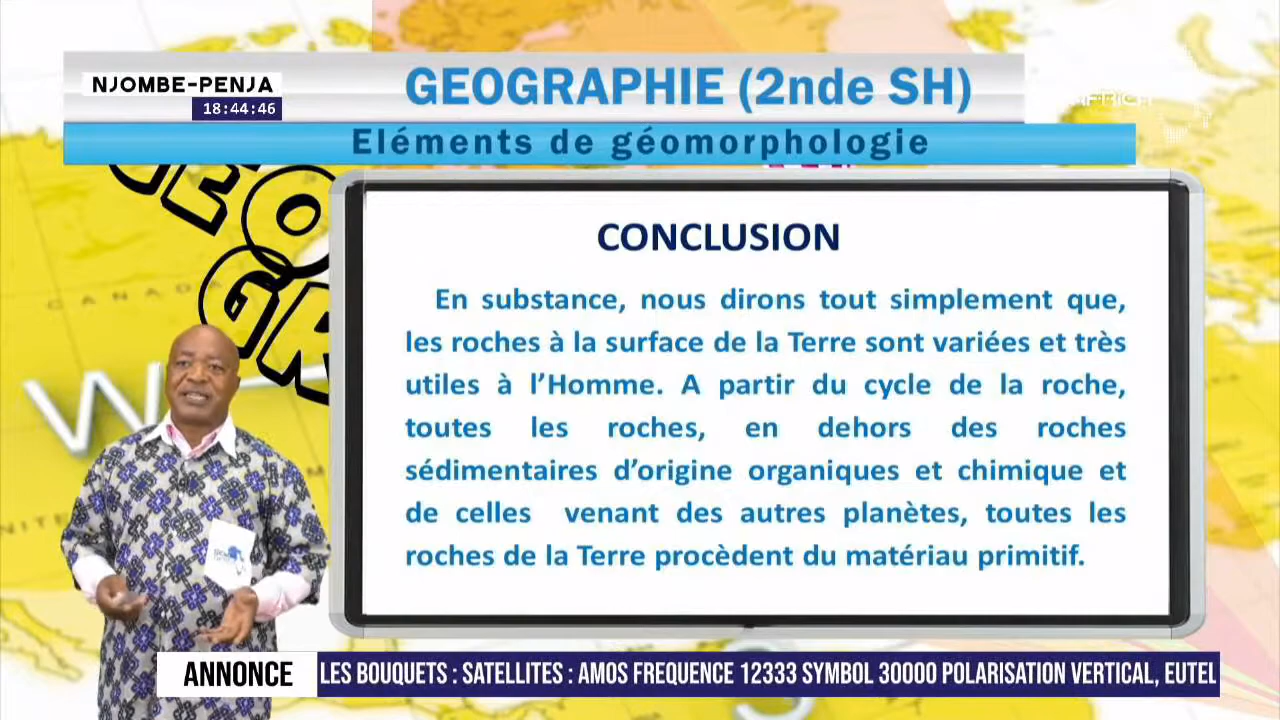 NJOMBE-PENJA
18:44:46
GEOGRAPHIE (2nde SH)
Eléments de géomorphologie
CONCLUSION
En substance, nous dirons tout simplement que,
les roches à la surface de la Terre sont variées et très
utiles à l’Homme. A partir du cycle de la roche,
toutes les roches, en dehors des roches
sédimentaires d’origine organiques et chimique et
de celles venant des autres planètes, toutes les
roches de la Terre procèdent du matériau primitif.
CANADA
W
ANNONCE
LES BOUQUETS : SATELLITES : AMOS FREQUENCE 12333 SYMBOL 30000 POLARISATION VERTICAL, EUTEL